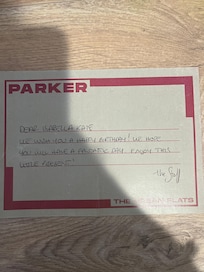 PARKER
DEAR
WE WISH YOU A HAPPY BIRTHDAY! WE HOPE
YOU WILL HAVE A FANTASTIC DAY. ENJOY THIS
LITTLE
The Staff
THE FLATS